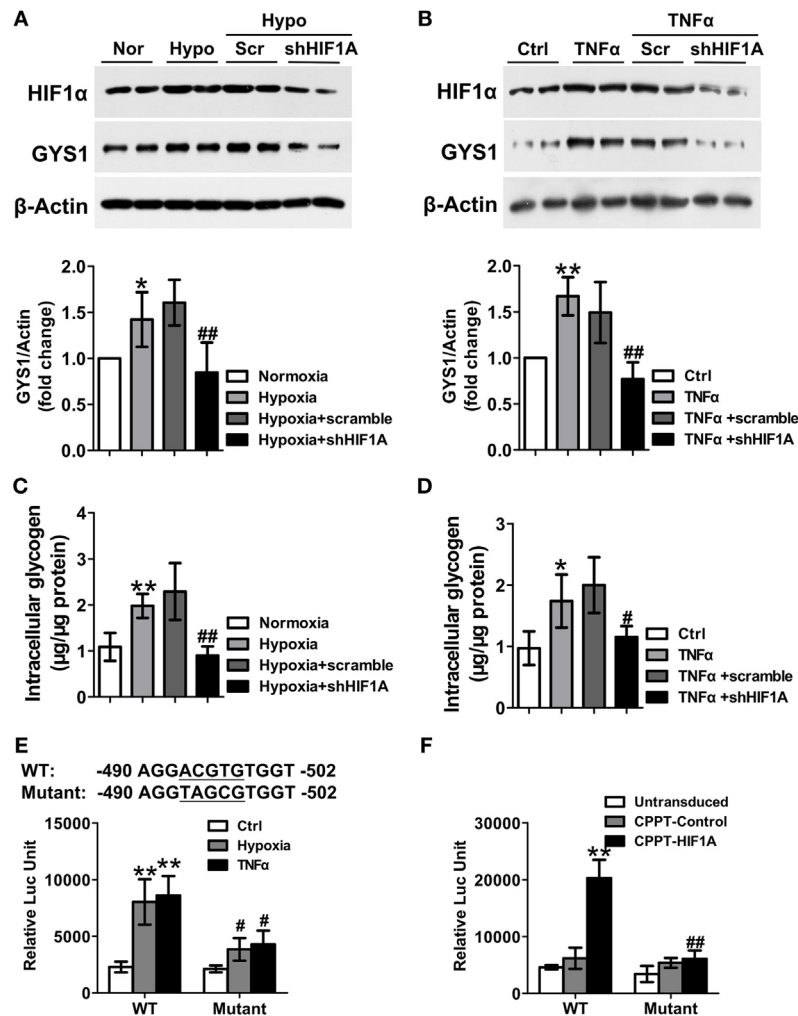 A
Hypo
Nor Hypo Scr shHIF1A
HIF1α
GYS1
β-Actin
GYS1/Actin
(fold change)
2.0
1.5
1.0
0.5
0.0
*
##
Normoxia
Hypoxia
Hypoxia+scramble
Hypoxia+shHIF1A
B
TNFα
Ctrl TNFα Scr shHIF1A
HIF1α
GYS1
β-Actin
GYS1/Actin
(fold change)
2.0
1.5
1.0
0.5
0.0
**
##
Ctrl
TNFα
TNFα +scramble
TNFα +shHIF1A
C
Intracellular glycogen
(μg/μg protein)
4
3
2
1
0
**
##
Normoxia
Hypoxia
Hypoxia+scramble
Hypoxia+shHIF1A
D
Intracellular glycogen
(μg/μg protein)
3
2
1
0
*
#
Ctrl
TNFα
TNFα +scramble
TNFα +shHIF1A
E
WT: -490 AGGACGTGTGGT -502
Mutant: -490 AGGTAGCGTGGT -502
Relative Luc Unit
15000
10000
5000
0
** **
# #
Ctrl
Hypoxia
TNFα
WT Mutant
F
Relative Luc Unit
30000
20000
10000
0
**
##
Untransduced
CPPT-Control
CPPT-HIF1A
WT Mutant